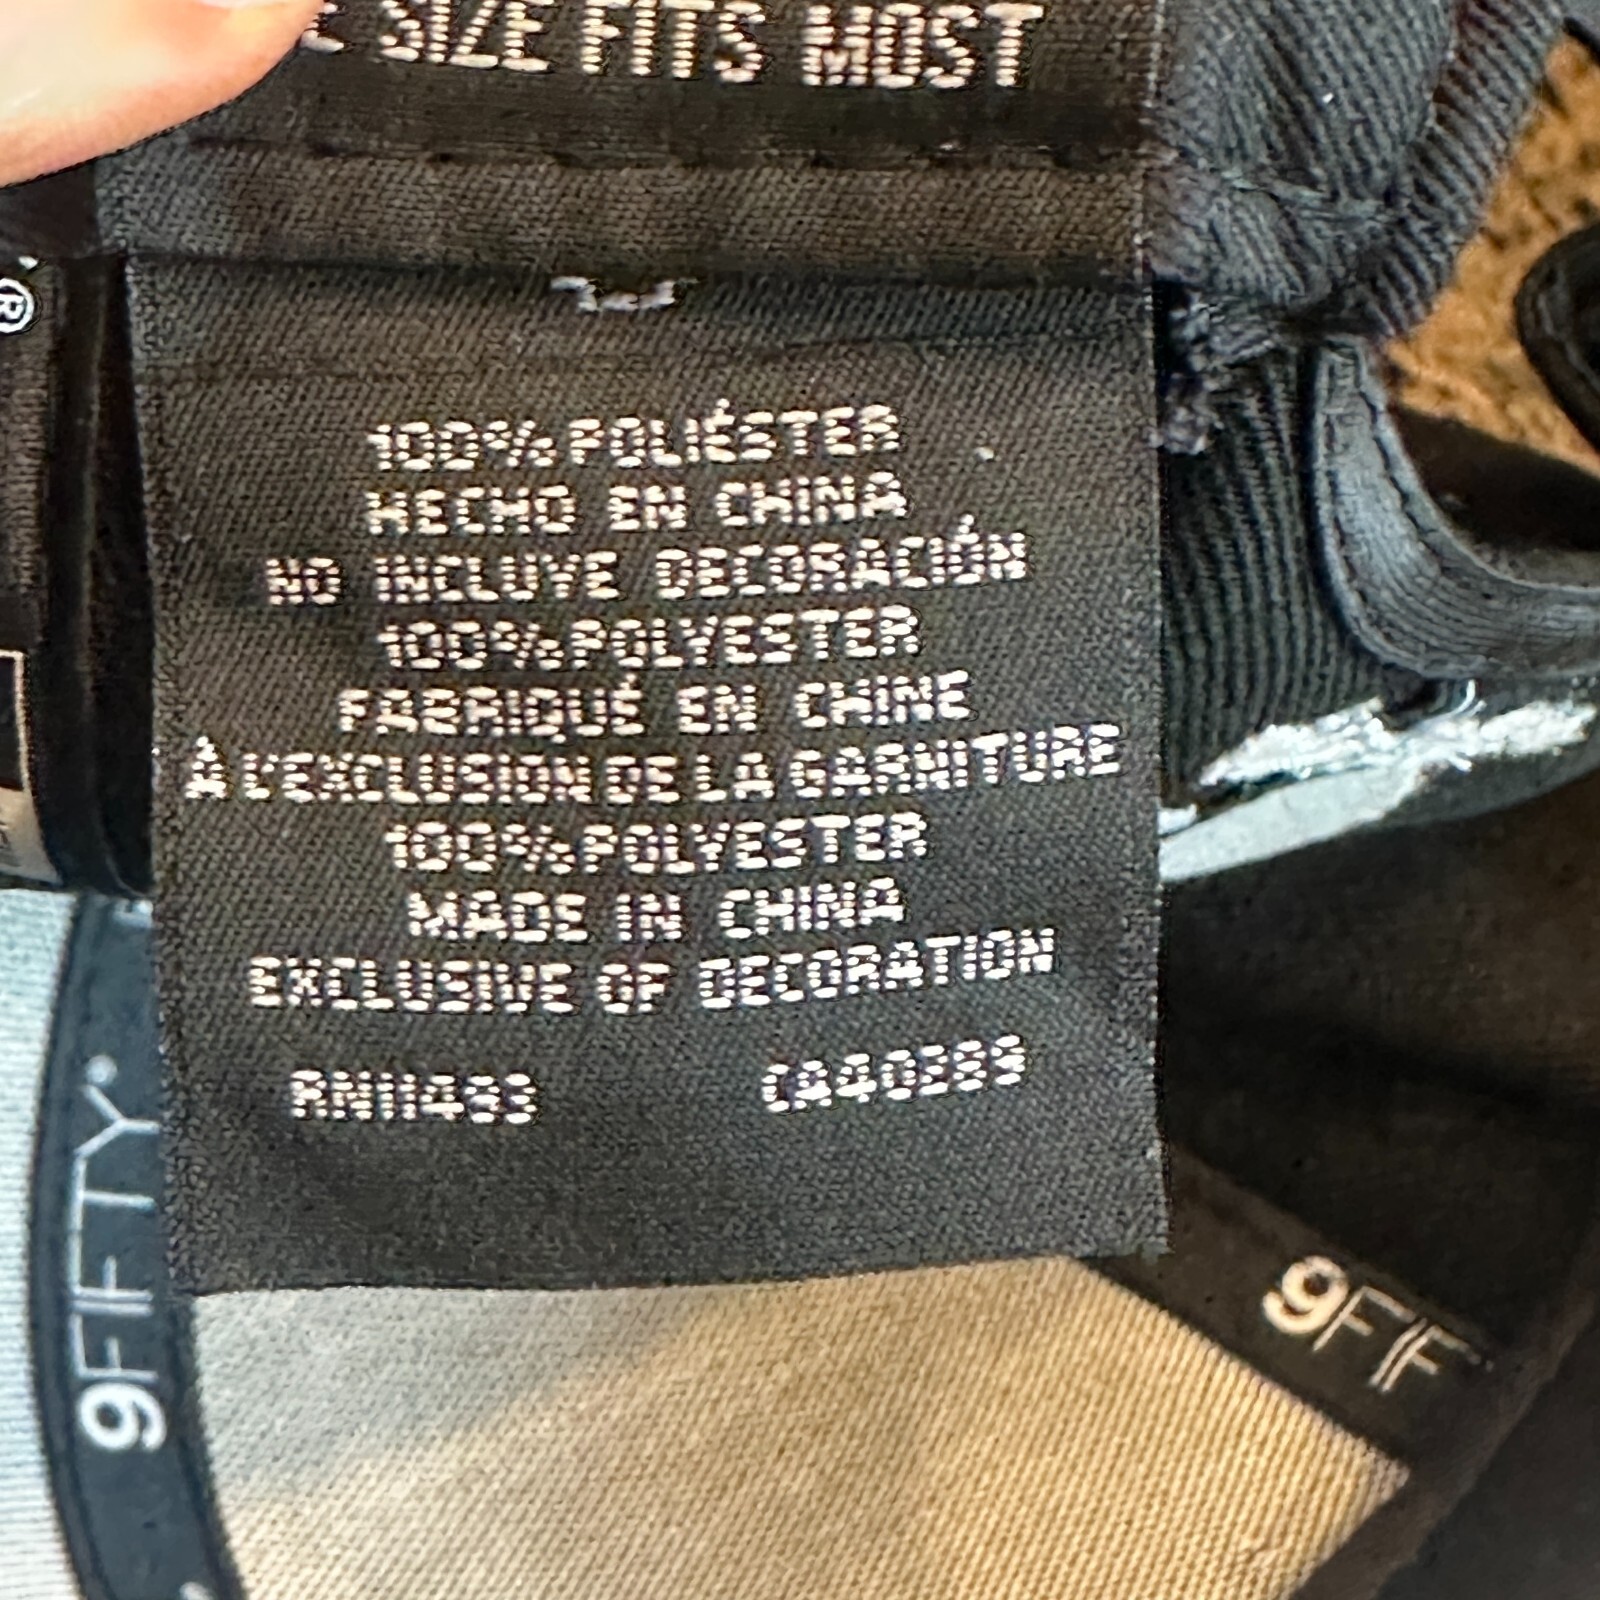 SIZE FITS MOST
®
100% POLIÉSTER
HECHO EN CHINA
NO INCLUYE DECORACIÓN
100% POLYESTER
FABRIQUÉ EN CHINE
À L'EXCLUSION DE LA GARNITURE
100% POLYESTER
MADE IN CHINA
EXCLUSIVE OF DECORATION
RN11493 CA40289
9FIFTY
9FIF